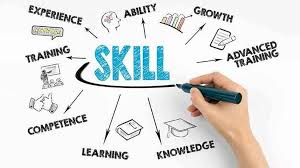 EXPERIENCE
ABILITY
GROWTH
TRAINING
SKILL
ADVANCED
TRAINING
COMPETENCE
LEARNING
KNOWLEDGE